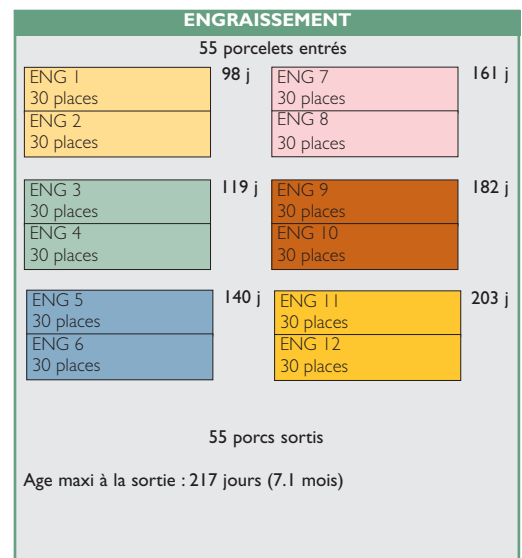 ENGRAISSEMENT
55 porcelets entrés
ENG 1
30 places
ENG 2
30 places
98 j
ENG 7
30 places
ENG 8
30 places
161 j
ENG 3
30 places
ENG 4
30 places
119 j
ENG 9
30 places
ENG 10
30 places
182 j
ENG 5
30 places
ENG 6
30 places
140 j
ENG 11
30 places
ENG 12
30 places
203 j
55 porcs sortis
Age maxi à la sortie : 217 jours (7.1 mois)